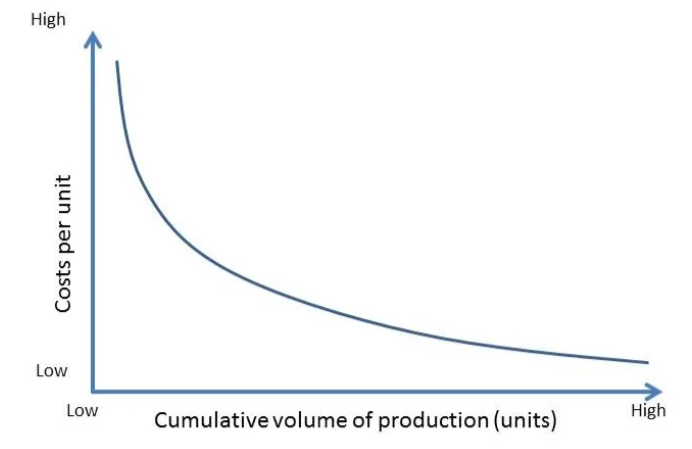 High
Costs per unit
Low
Low
Cumulative volume of production (units)
High